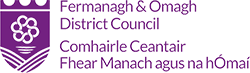 Fermanagh & Omagh
District Council
Comhairle Ceantair
Fhear Manach agus na hÓmaí